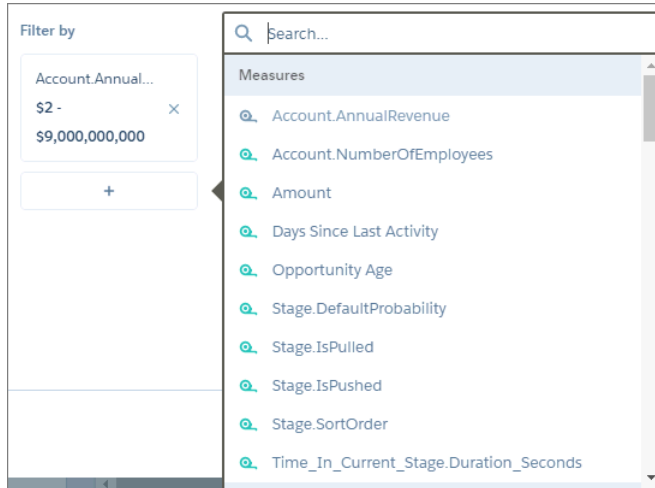 Filter by
Account.Annual...
$2 -
$9,000,000,000
+
Search...
Measures
Account.AnnualRevenue
Account.NumberOfEmployees
Amount
Days Since Last Activity
Opportunity Age
Stage.DefaultProbability
Stage.IsPulled
Stage.IsPushed
Stage.SortOrder
Time_In_Current_Stage.Duration_Seconds